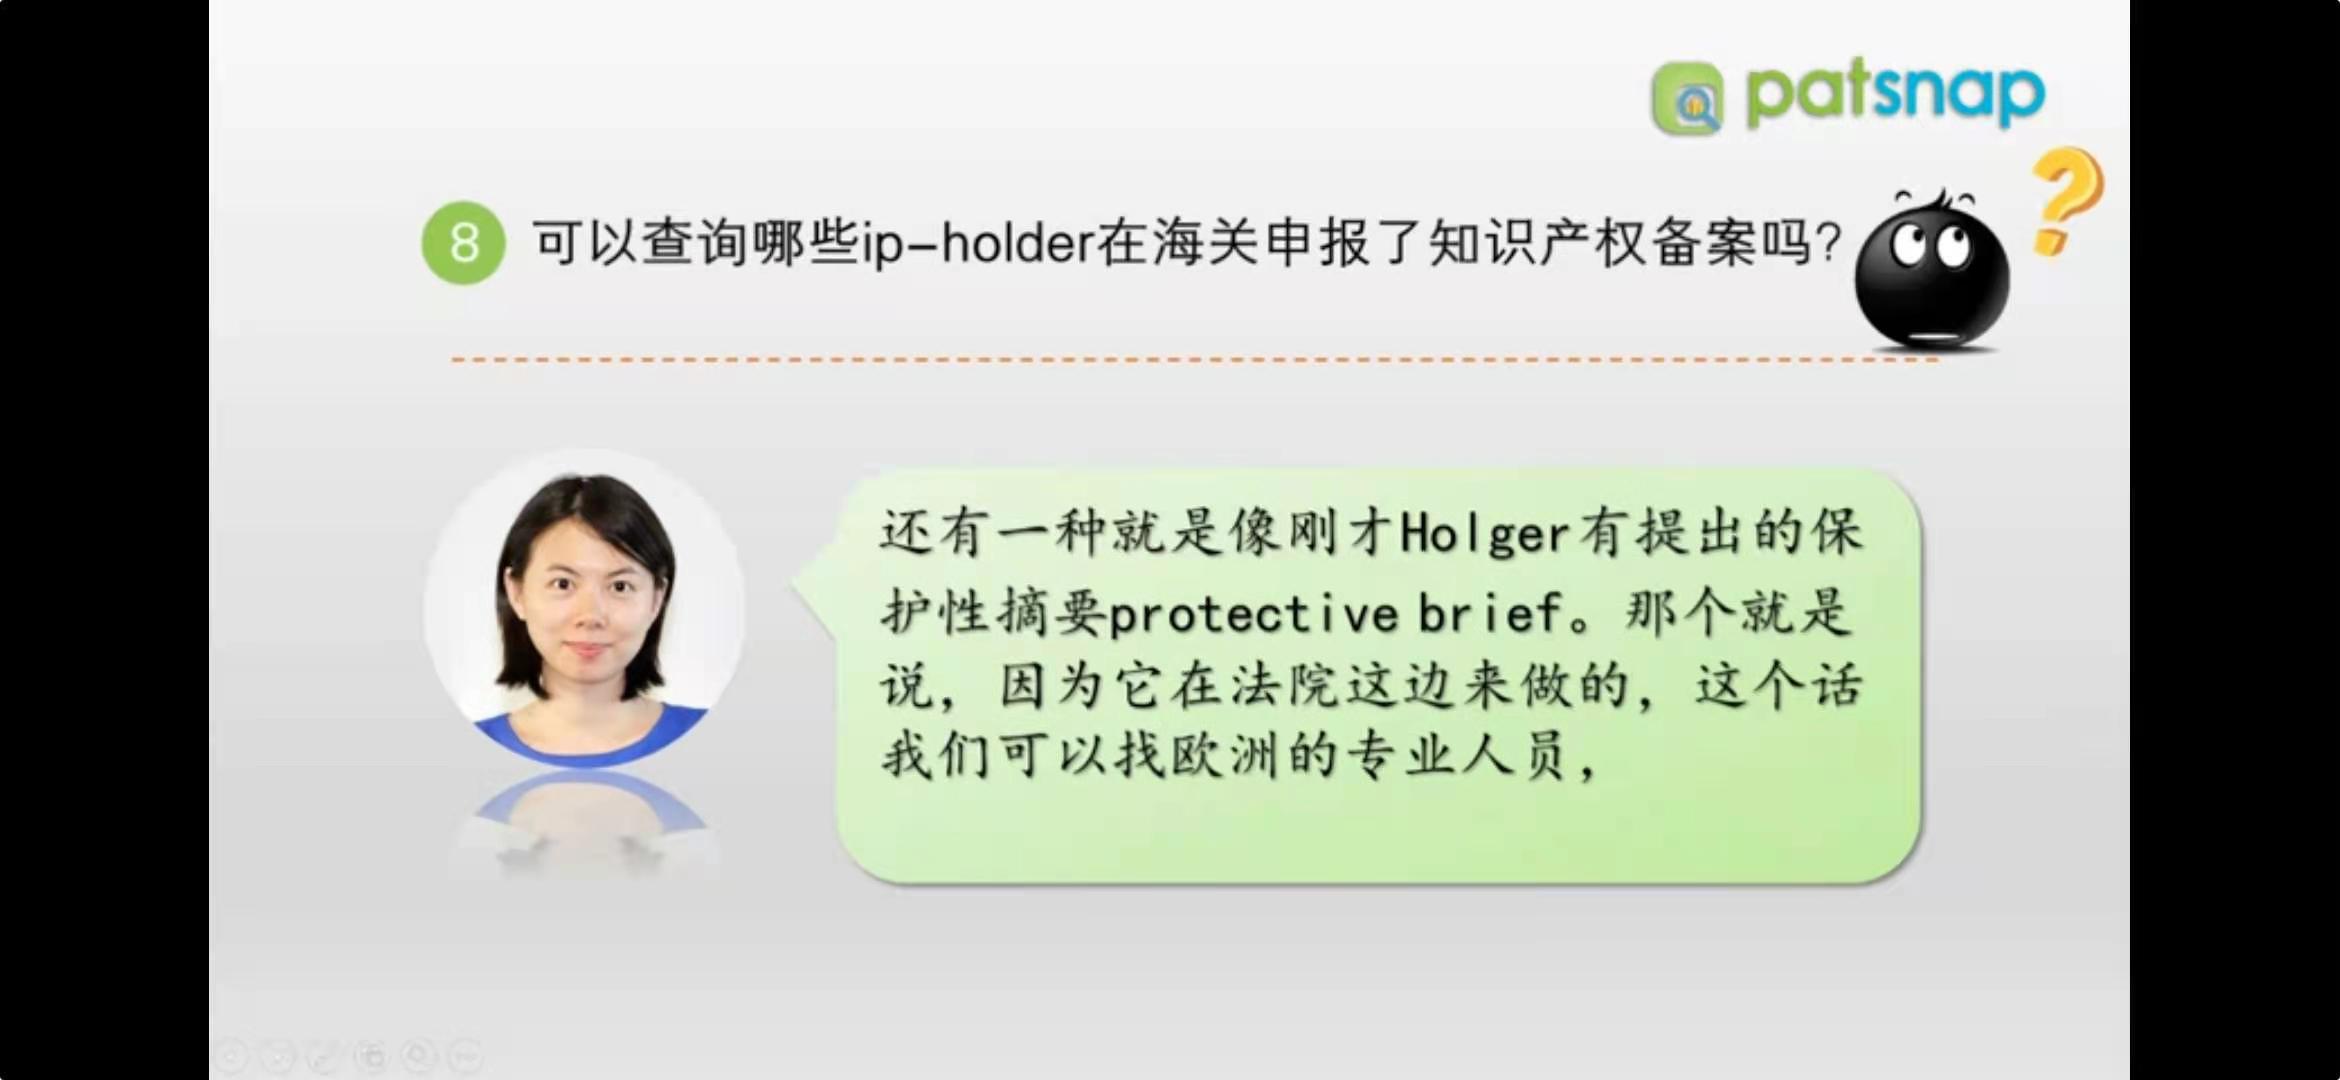 patsnap
8 可以查询哪些ip-holder在海关申报了知识产权备案吗?
还有一种就是像刚才Holger有提出的保
护性摘要protective brief。那个就是
说，因为它在法院这边来做的，这个话
我们可以找欧洲的专业人员，